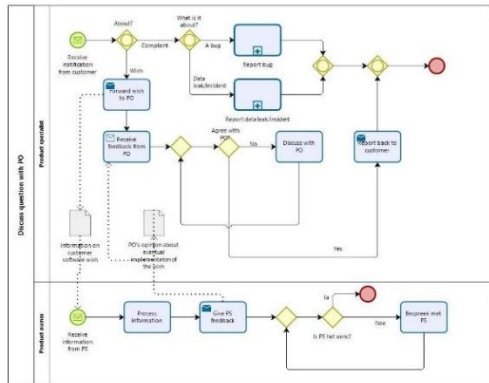 Discuss question with PO
Product specialist
Receive
notification
from customer
About?
Complaint
Wish
What is it
about?
A bug
Data
leak/incident
Report bug
Report data leak/incident
Forward wish
to PO
Receive
feedback from
PO
Agree with
PO?
No
Discuss with
PO
Yes
Report back to
customer
Information on
customer
software wish
PO's opinion about
eventual
implementation of
the wish
Product owner
Receive
information
from PS
Process
information
Give PS
feedback
Is PS het eens?
Ja
Nee
Bespreek met
PS